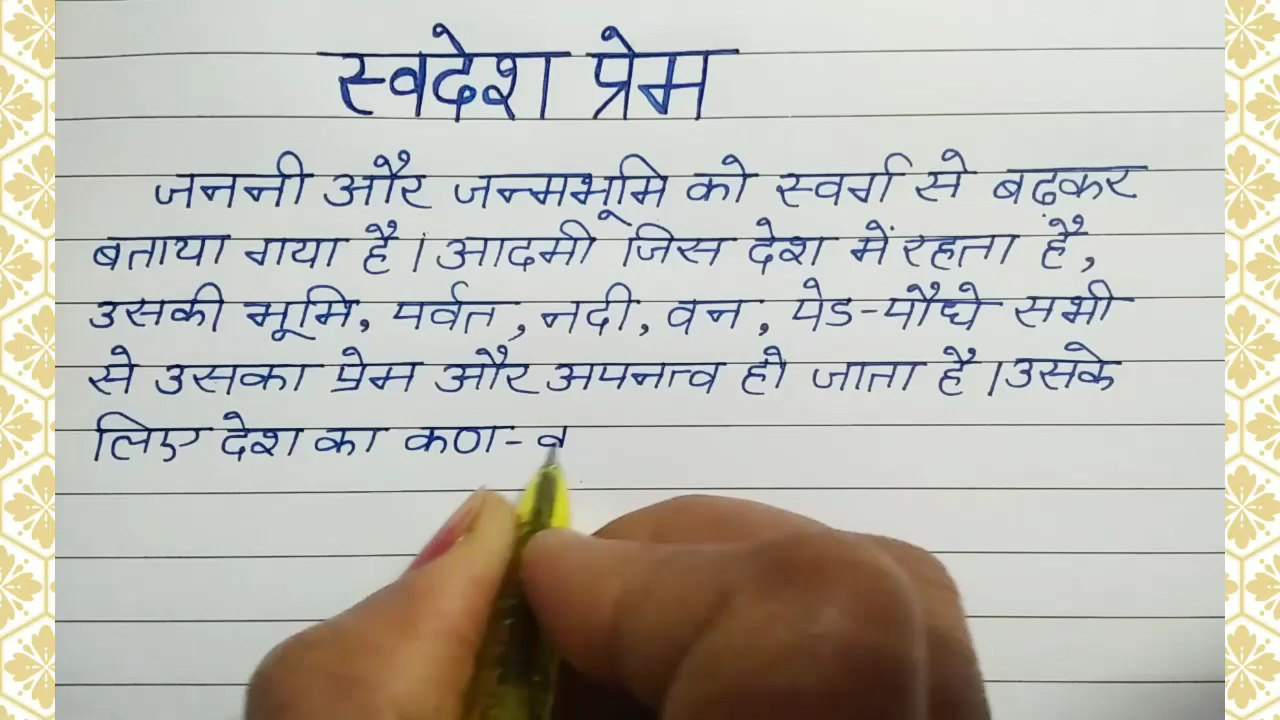 स्वदेश प्रेम
जननी और जन्मभूमि को स्वर्ग से बढ़कर
बताया गया है। आदमी जिस देश में रहता है,
उसकी भूमि, पर्वत, नदी, वन, पेड-पौधे सभी
से उसका प्रेम और अपनत्व हो जाता है। उसके
लिए देश का कण-